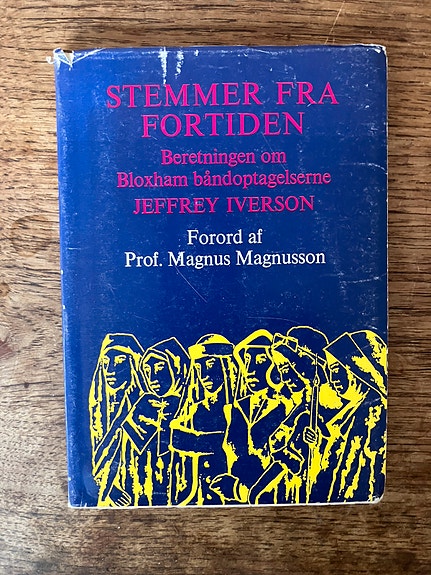 STEMMER FRA
FORTIDEN
Beretningen om
Bloxham båndoptagelserne
JEFFREY IVERSON
Forord af
Prof. Magnus Magnusson